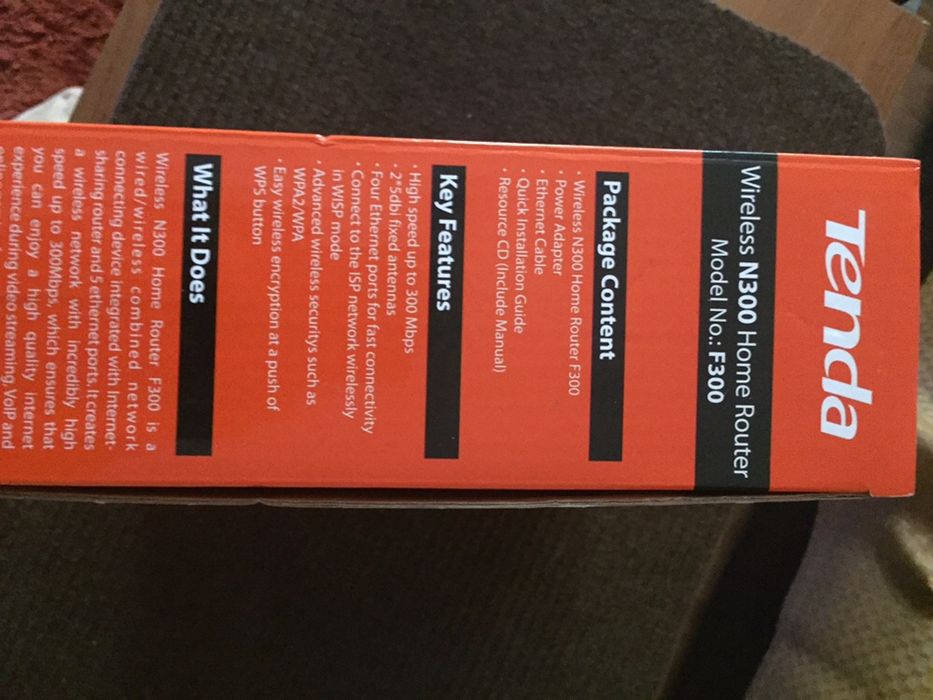 Tenda
Wireless N300 Home Router
Model No.: F300
Package Content
· Wireless N300 Home Router F300
· Power Adapter
· Ethernet Cable
· Quick Installation Guide
· Resource CD (Include Manual)
Key Features
· High speed up to 300 Mbps
· 2*5dbi fixed antennas
· Four Ethernet ports for fast connectivity
· Connect to the ISP network wirelessly
in WISP mode
· Advanced wireless securitys such as
WPA2/WPA
· Easy wireless encryption at a push of
WPS button
What It Does
Wireless N300 Home Router F300 is a
wired/wireless combined network
connecting device integrated with Internet-
sharing router and 5 ethernet ports. It creates
a wireless network with incredibly high
speed up to 300Mbps, which ensures that
you can enjoy a high quality internet
experience during video streaming, VoIP and